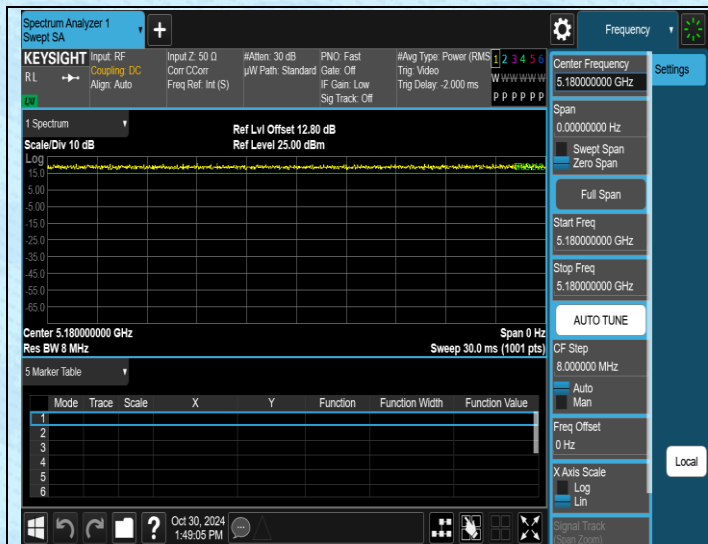 Spectrum Analyzer 1
Swept SA
+
Frequency
KEYSIGHT
RL
LXI
Input: RF
Coupling: DC
Align: Auto
Input Z: 50 Ω
Corr CCorr
Freq Ref: Int (S)
#Atten: 30 dB
µW Path: Standard
PNO: Fast
Gate: Off
IF Gain: Low
Sig Track: Off
#Avg Type: Power (RMS
Trig: Video
Trig Delay: -2.000 ms
1 2 3 4 5 6
W W W W W W
P P P P P P
Center Frequency
5.180000000 GHz
Settings
Span
0.00000000 Hz
Swept Span
Zero Span
Full Span
Start Freq
5.180000000 GHz
Stop Freq
5.180000000 GHz
AUTO TUNE
CF Step
8.000000 MHz
Auto
Man
Freq Offset
0 Hz
X Axis Scale
Log
Lin
Signal Track
(Span Zoom)
Local
1 Spectrum
Scale/Div 10 dB
Ref Lvl Offset 12.80 dB
Ref Level 25.00 dBm
Log
15.0
5.00
-5.00
-15.0
-25.0
-35.0
-45.0
-55.0
-65.0
Center 5.180000000 GHz
Res BW 8 MHz
Span 0 Hz
Sweep 30.0 ms (1001 pts)
5 Marker Table
Mode Trace Scale X Y Function Function Width Function Value
1
2
3
4
5
6
?
Oct 30, 2024
1:49:05 PM